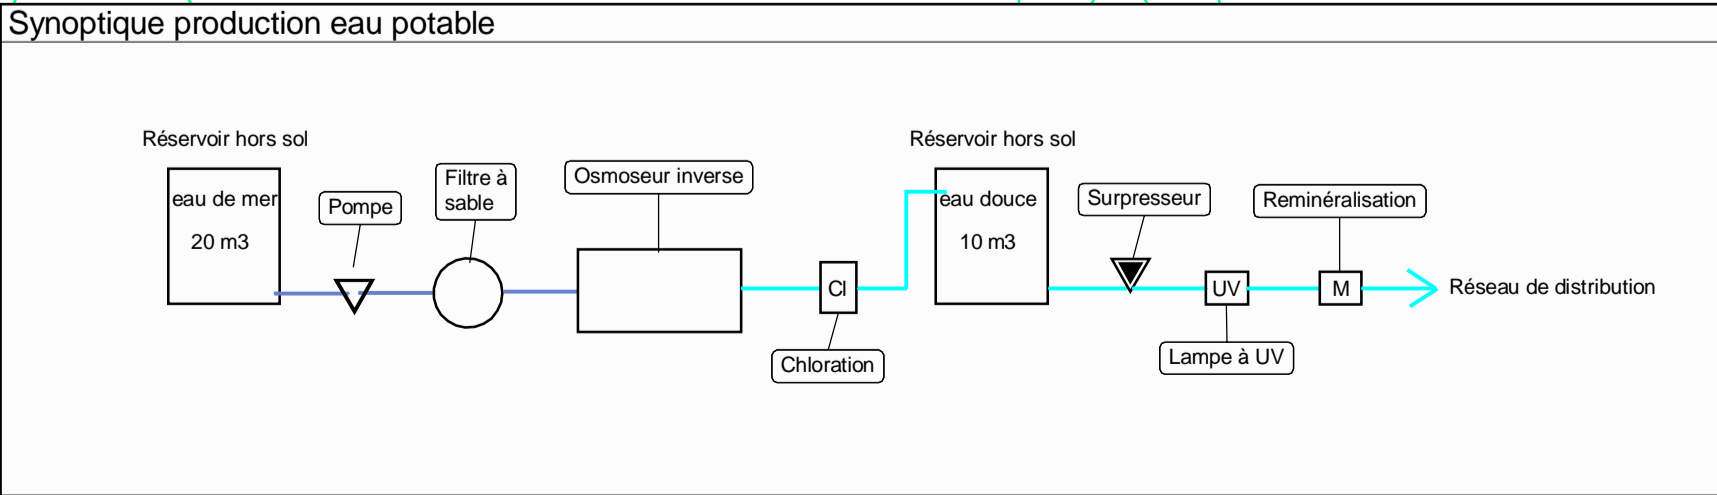 Synoptique production eau potable
Réservoir hors sol
Réservoir hors sol
eau de mer
20 m3
Pompe
Filtre à
sable
Osmoseur inverse
Cl
Chloration
eau douce
10 m3
Surpresseur
UV
Lampe à UV
Reminéralisation
M
Réseau de distribution